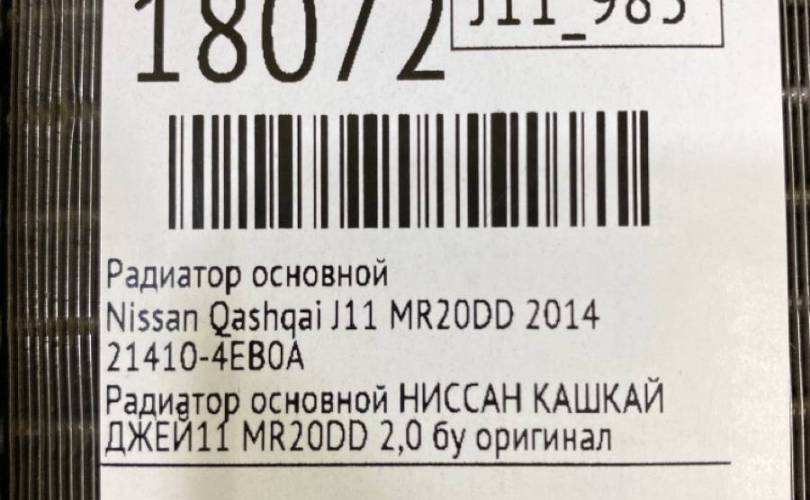 18072
J11_985
Радиатор основной
Nissan Qashqai J11 MR20DD 2014
21410-4EB0A
Радиатор основной НИССАН КАШКАЙ
ДЖЕЙ11 MR20DD 2,0 бу оригинал